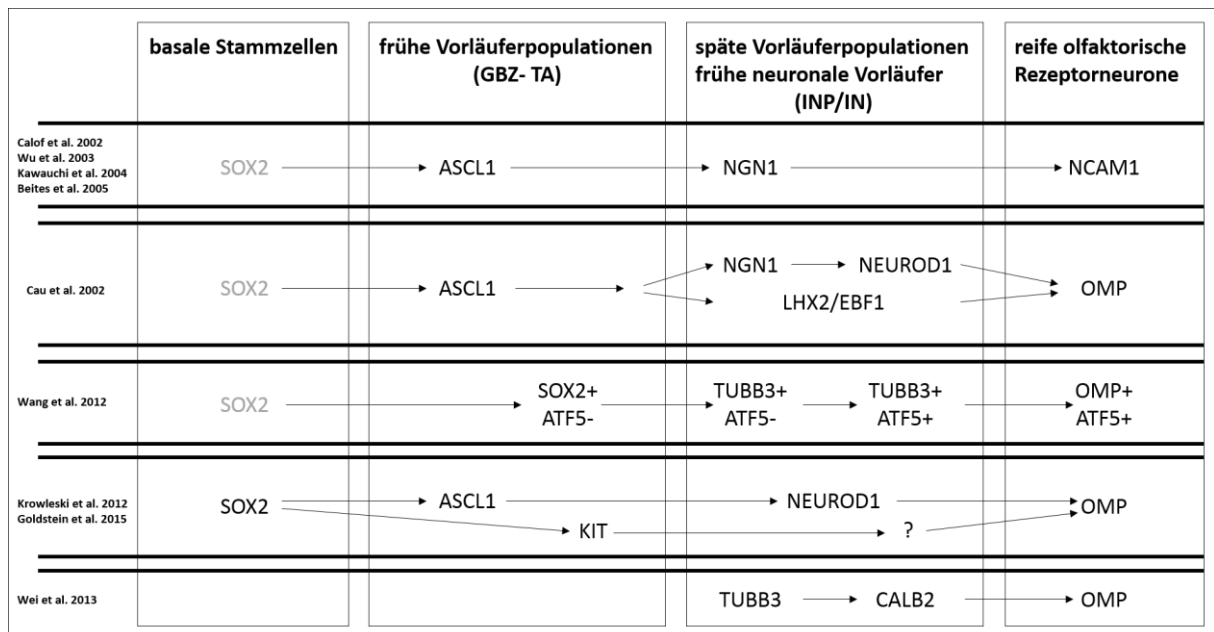 basale Stammzellen
frühe Vorläuferpopulationen
(GBZ- TA)
späte Vorläuferpopulationen
frühe neuronale Vorläufer
(INP/IN)
reife olfaktorische
Rezeptorneurone
Calof et al. 2002
Wu et al. 2003
Kawauchi et al. 2004
Beites et al. 2005
SOX2
ASCL1
NGN1
NCAM1
Cau et al. 2002
SOX2
ASCL1
NGN1
NEUROD1
LHX2/EBF1
OMP
Wang et al. 2012
SOX2
SOX2+
ATF5-
TUBB3+
ATF5-
TUBB3+
ATF5+
OMP+
ATF5+
Krowleski et al. 2012
Goldstein et al. 2015
SOX2
ASCL1
NEUROD1
KIT
?
OMP
Wei et al. 2013
TUBB3
CALB2
OMP